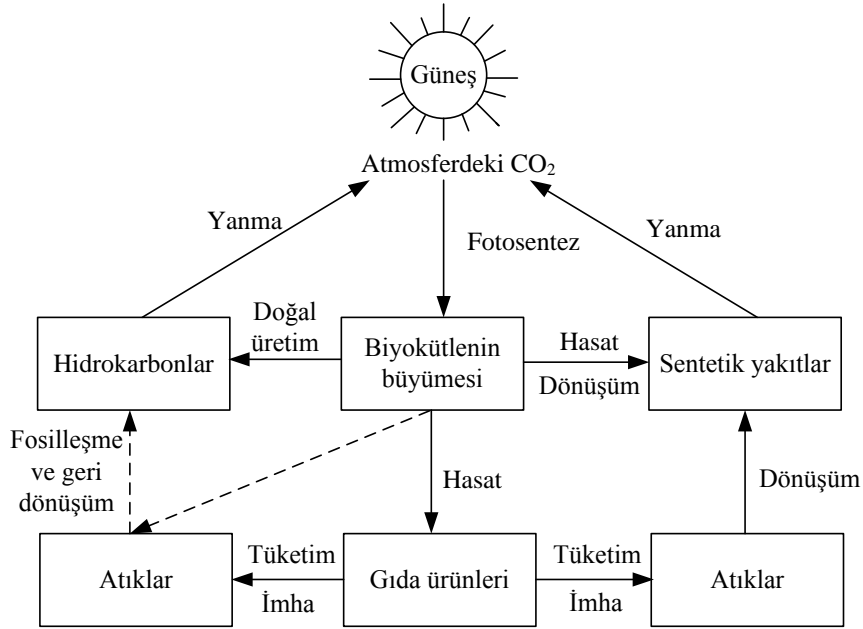 Güneş
Atmosferdeki CO₂
Yanma
Fotosentez
Yanma
Hidrokarbonlar
Doğal
üretim
Biyokütlenin
büyümesi
Hasat
Dönüşüm
Sentetik yakıtlar
Fosilleşme
ve geri
dönüşüm
Hasat
Dönüşüm
Atıklar
Tüketim
İmha
Gıda ürünleri
Tüketim
İmha
Atıklar